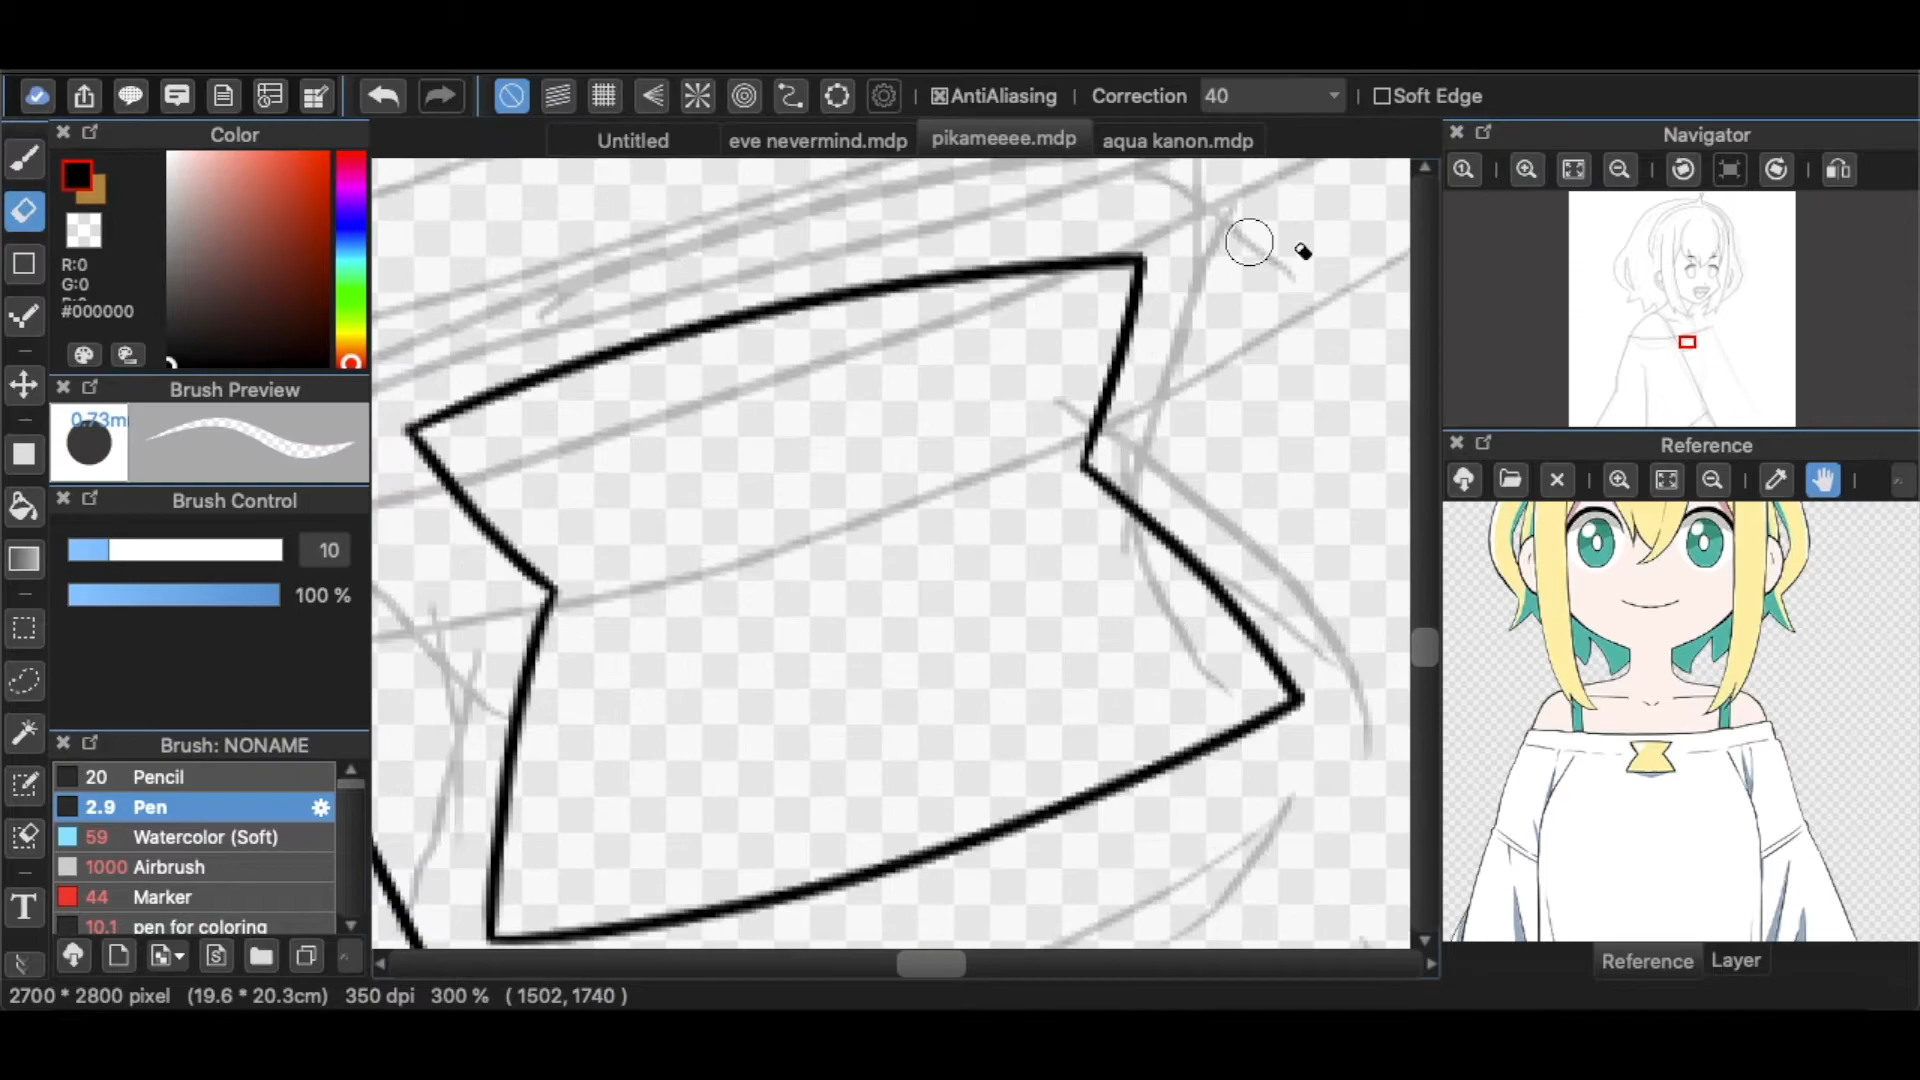 AntiAliasing
Correction
40
Soft Edge
Color
Untitled
eve nevermind.mdp
pikameeee.mdp
aqua kanon.mdp
Navigator
R:0
G:0
#000000
Brush Preview
0.73m
Reference
Brush Control
10
100 %
Brush: NONAME
20 Pencil
2.9 Pen
59 Watercolor (Soft)
1000 Airbrush
44 Marker
10.1 pen for coloring
T
Reference
Layer
2700 * 2800 pixel (19.6 * 20.3cm) 350 dpi 300 % ( 1502, 1740 )